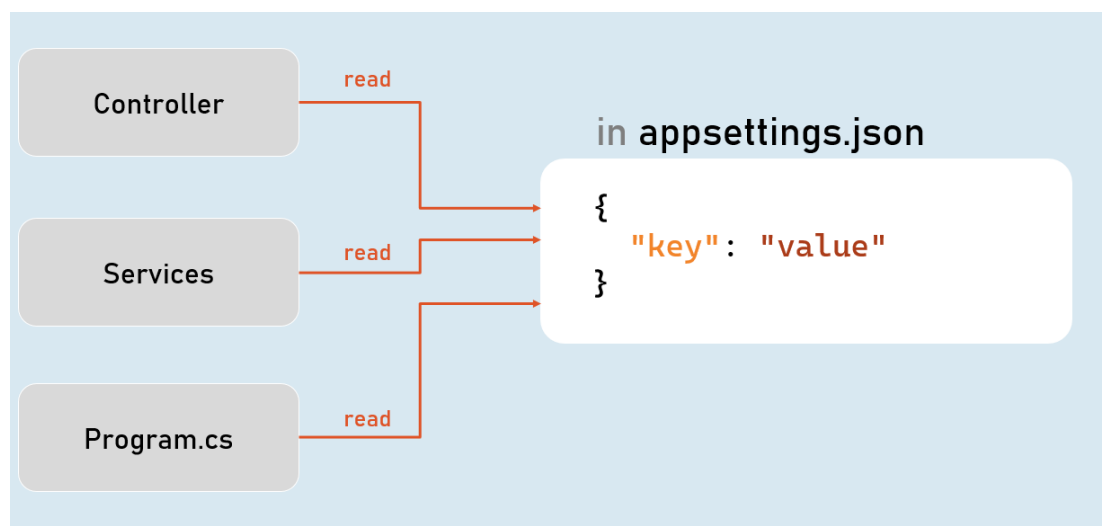 Controller
read
in appsettings.json
{
"key": "value"
}
Services
read
Program.cs
read